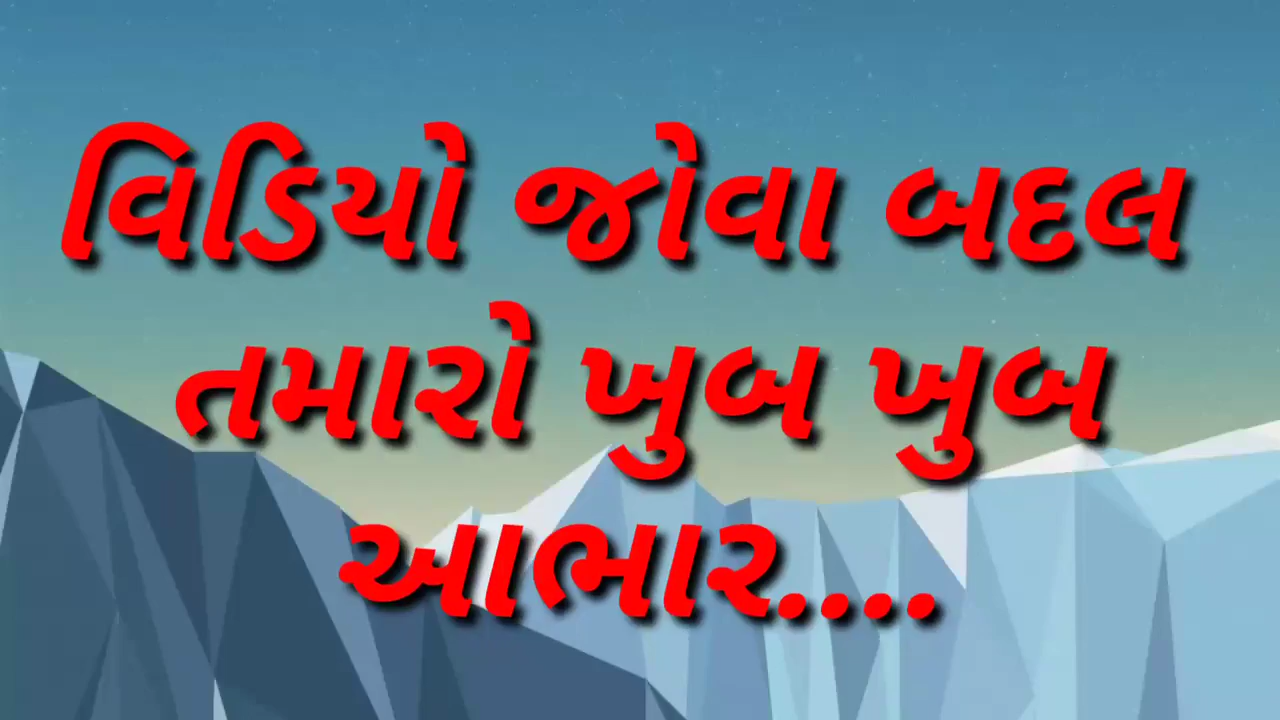 વિડિયો જોવા બદલ
તમારો ખુબ ખુબ
આભાર....